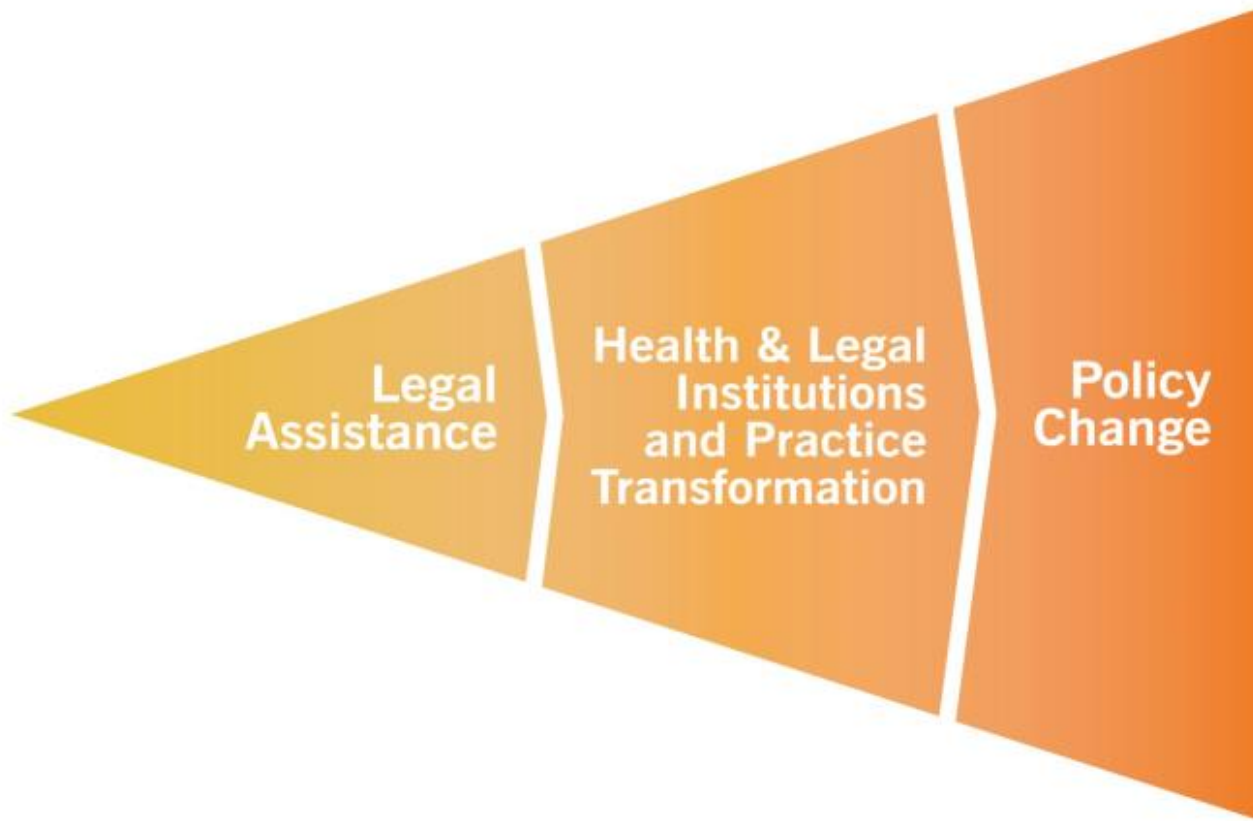 Legal
Assistance
Health & Legal
Institutions
and Practice
Transformation
Policy
Change